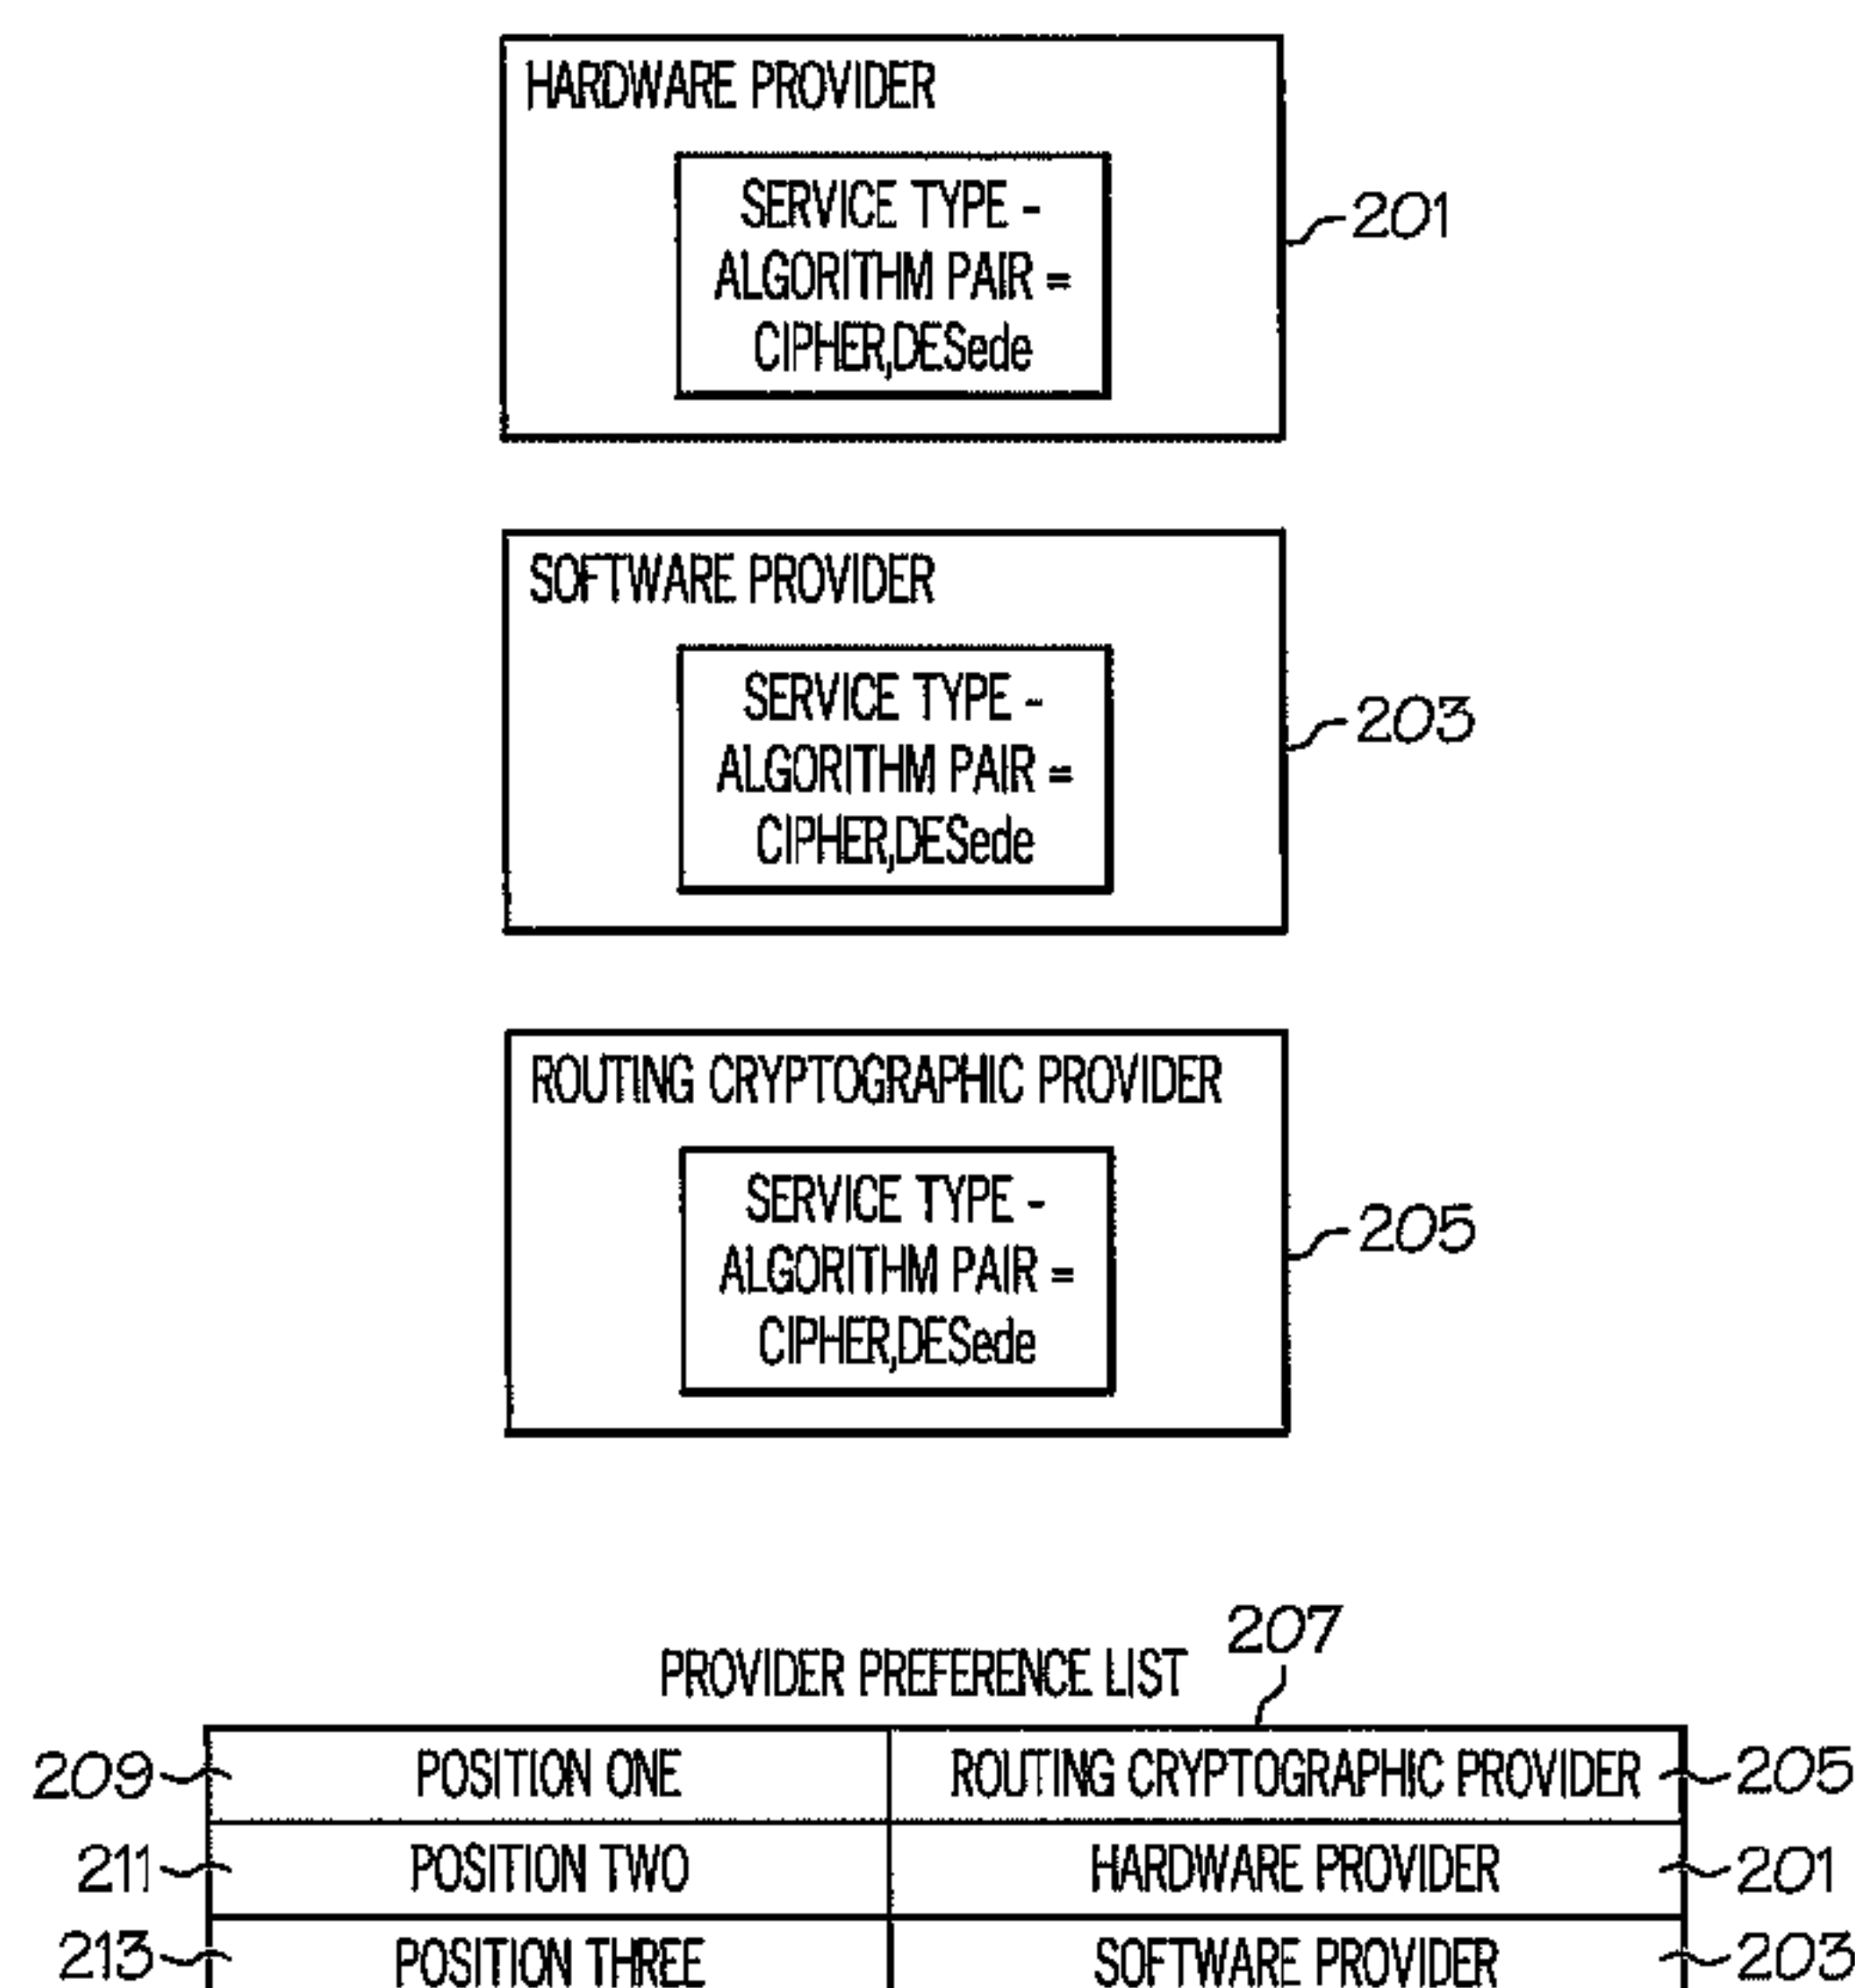 HARDWARE PROVIDER
SERVICE TYPE -
ALGORITHM PAIR =
CIPHER,DESede
201
SOFTWARE PROVIDER
SERVICE TYPE -
ALGORITHM PAIR =
CIPHER,DESede
203
ROUTING CRYPTOGRAPHIC PROVIDER
SERVICE TYPE -
ALGORITHM PAIR =
CIPHER,DESede
205
207
PROVIDER PREFERENCE LIST
209 POSITION ONE ROUTING CRYPTOGRAPHIC PROVIDER 205
211 POSITION TWO HARDWARE PROVIDER 201
213 POSITION THREE SOFTWARE PROVIDER 203